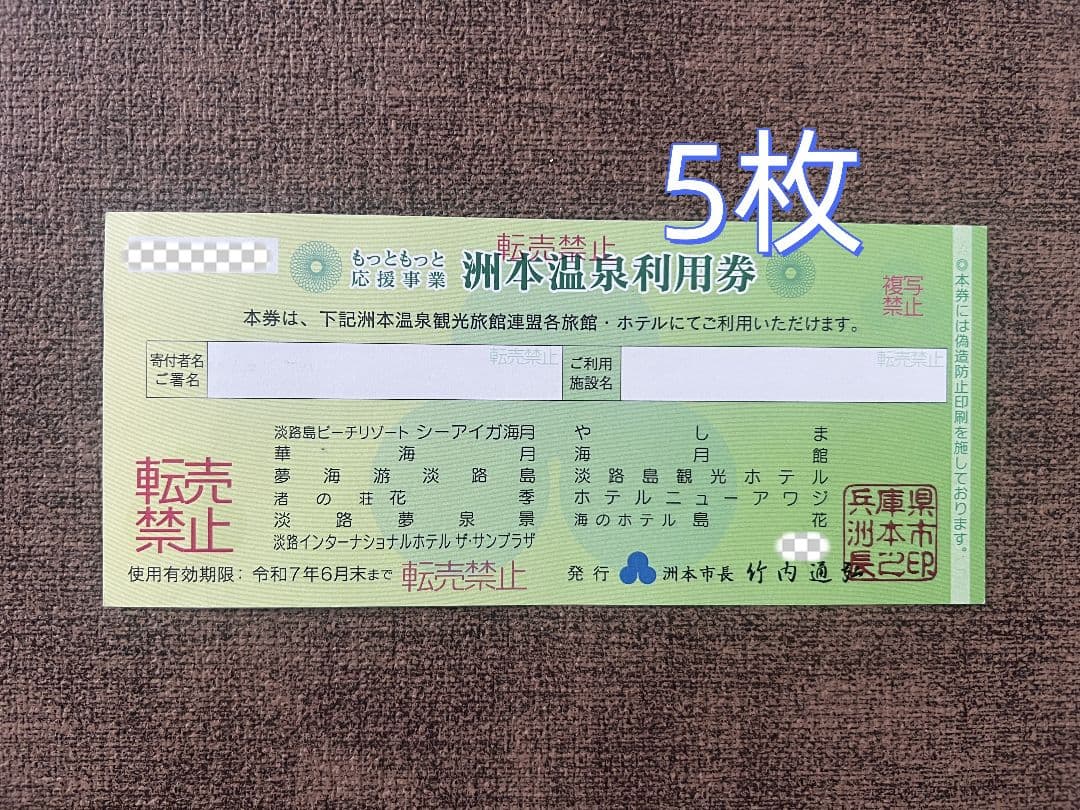 5枚
転売禁止
もっともっと
応援事業
洲本温泉利用券
複写
禁止
本券は、下記洲本温泉観光旅館連盟各旅館・ホテルにてご利用いただけます。
寄付者名
ご署名
転売禁止
ご利用
施設名
転売禁止
淡路島ビーチリゾート シーアイガ海月
やしま
華海月
海月館
夢海游淡路島
淡路島観光ホテル
渚の荘花季
ホテルニューアワジ
淡路夢泉景
海のホテル島花
淡路インターナショナルホテル ザ・サンプラザ
転売
禁止
使用有効期限: 令和7年6月末まで
転売禁止
発行 洲本市長 竹内通弘
兵庫県
洲本市
長之印
◎本券には偽造防止印刷を施しております。